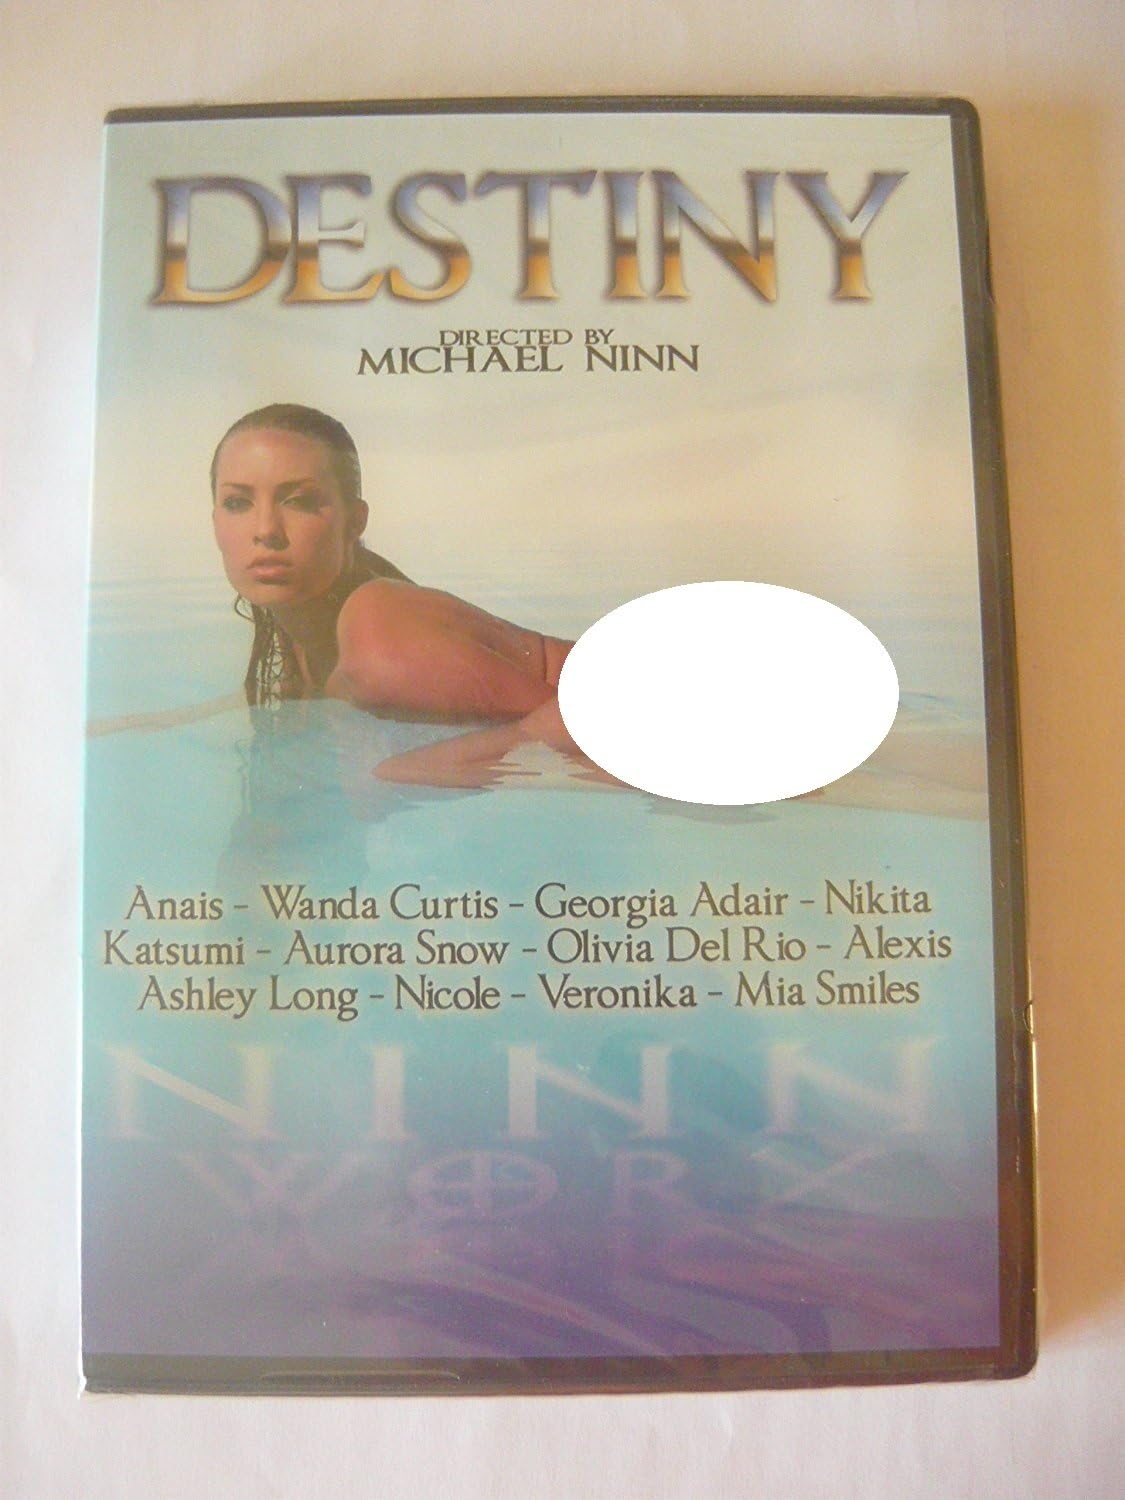 DESTINY
DIRECTED BY
MICHAEL NINN
Anais - Wanda Curtis - Georgia Adair - Nikita
Katsumi - Aurora Snow - Olivia Del Rio - Alexis
Ashley Long - Nicole - Veronika - Mia Smiles
NINN
WORX